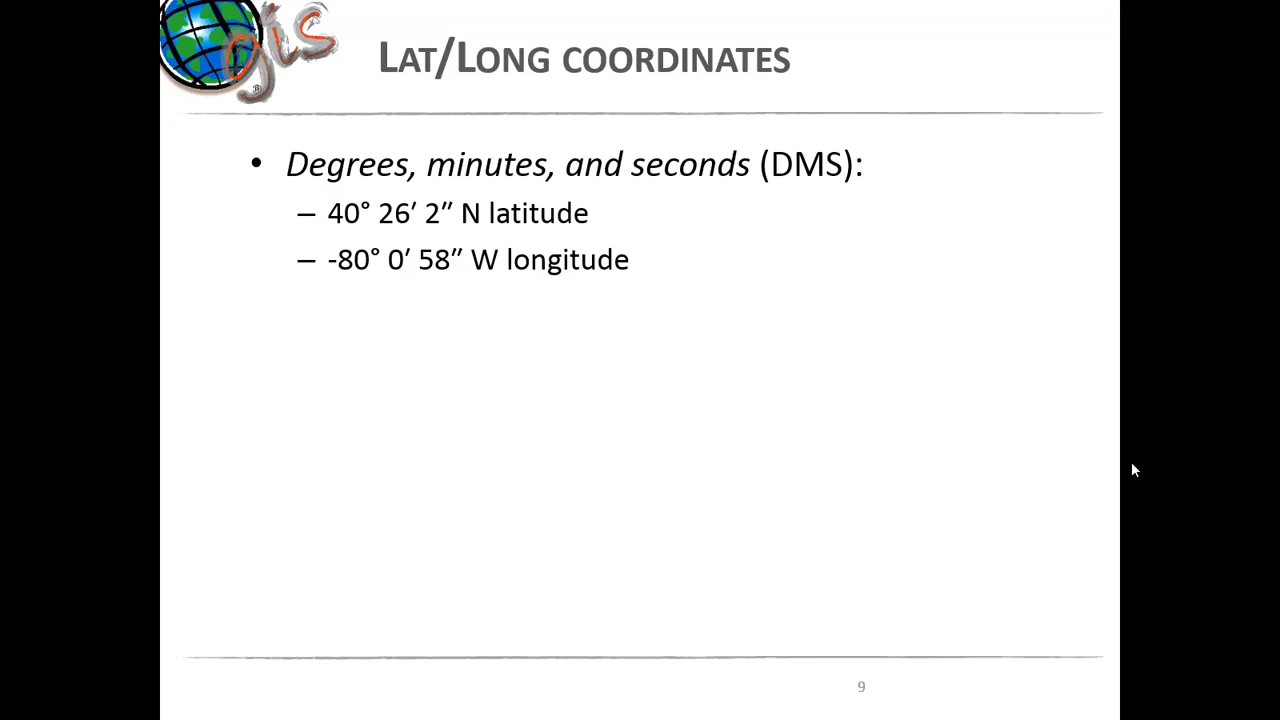 gis
®
LAT/LONG COORDINATES
• Degrees, minutes, and seconds (DMS):
– 40° 26′ 2″ N latitude
– -80° 0′ 58″ W longitude
9